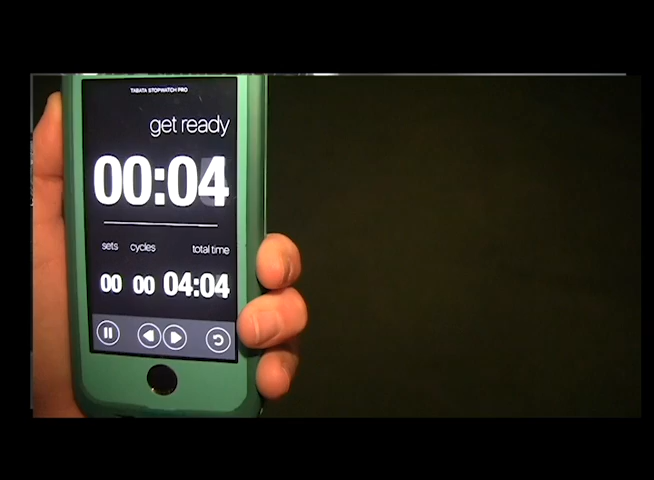 TABATA STOPWATCH PRO
get ready
00:04
sets cycles total time
00 00 04:04